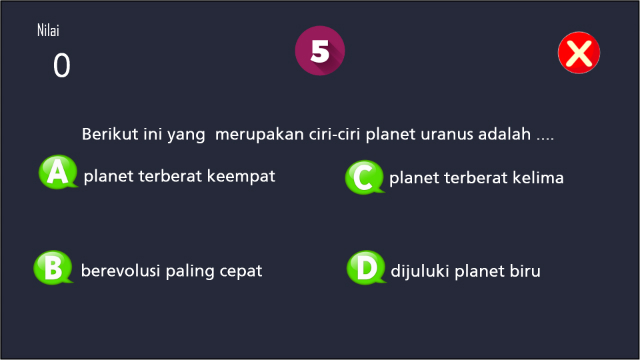 Nilai
0
5
X
Berikut ini yang  merupakan ciri-ciri planet uranus adalah ....
A planet terberat keempat
C planet terberat kelima
B berevolusi paling cepat
D dijuluki planet biru